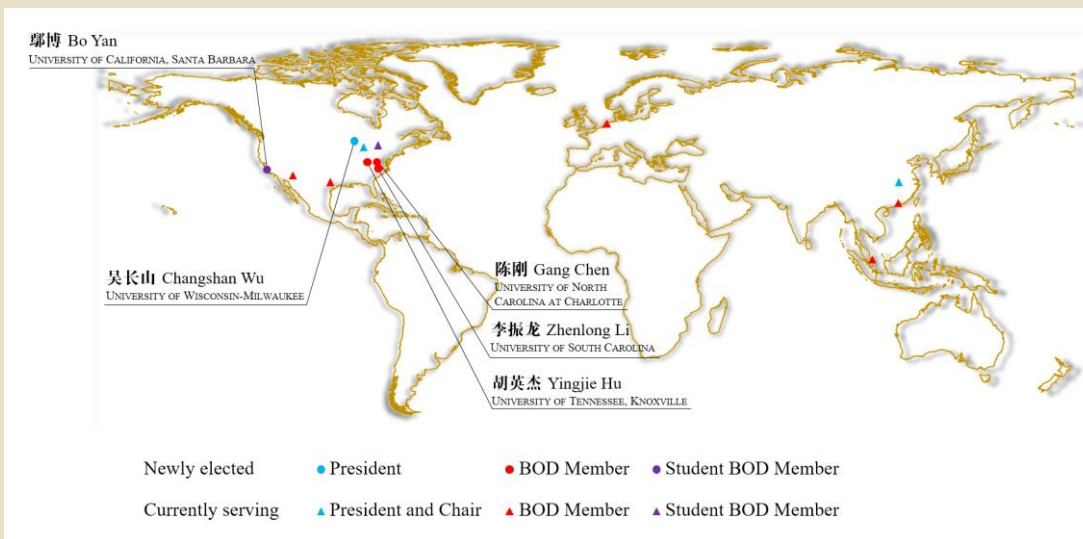 鄢博 Bo Yan
UNIVERSITY OF CALIFORNIA, SANTA BARBARA
吴长山 Changshan Wu
UNIVERSITY OF WISCONSIN-MILWAUKEE
陈刚 Gang Chen
UNIVERSITY OF NORTH
CAROLINA AT CHARLOTTE
李振龙 Zhenlong Li
UNIVERSITY OF SOUTH CAROLINA
胡英杰 Yingjie Hu
UNIVERSITY OF TENNESSEE, KNOXVILLE
Newly elected President BOD Member Student BOD Member
Currently serving President and Chair BOD Member Student BOD Member